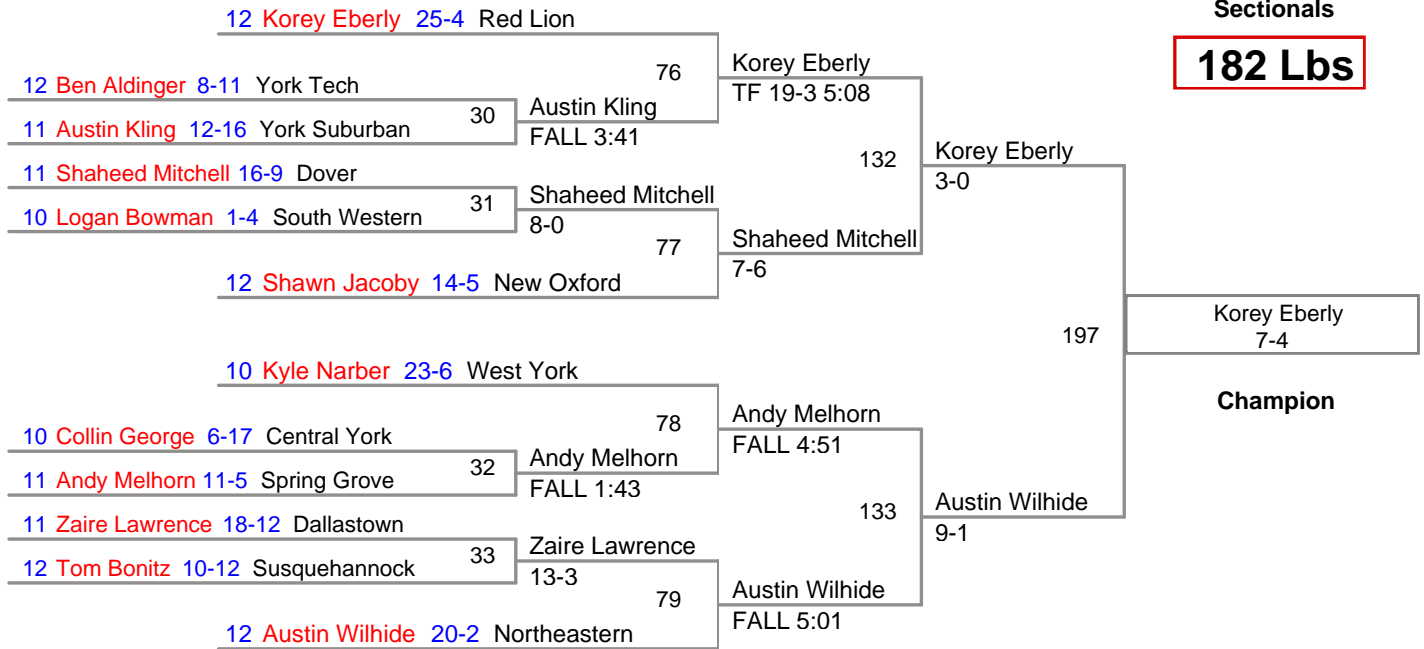 Sectionals
182 Lbs
12 Korey Eberly 25-4 Red Lion
76
Korey Eberly
TF 19-3 5:08
12 Ben Aldinger 8-11 York Tech
30
Austin Kling
FALL 3:41
11 Austin Kling 12-16 York Suburban
132
Korey Eberly
3-0
11 Shaheed Mitchell 16-9 Dover
31
Shaheed Mitchell
8-0
10 Logan Bowman 1-4 South Western
77
Shaheed Mitchell
7-6
12 Shawn Jacoby 14-5 New Oxford
197
Korey Eberly
7-4
Champion
10 Kyle Narber 23-6 West York
78
Andy Melhorn
FALL 4:51
10 Collin George 6-17 Central York
32
Andy Melhorn
FALL 1:43
11 Andy Melhorn 11-5 Spring Grove
133
Austin Wilhide
9-1
11 Zaire Lawrence 18-12 Dallastown
33
Zaire Lawrence
13-3
12 Tom Bonitz 10-12 Susquehannock
79
Austin Wilhide
FALL 5:01
12 Austin Wilhide 20-2 Northeastern